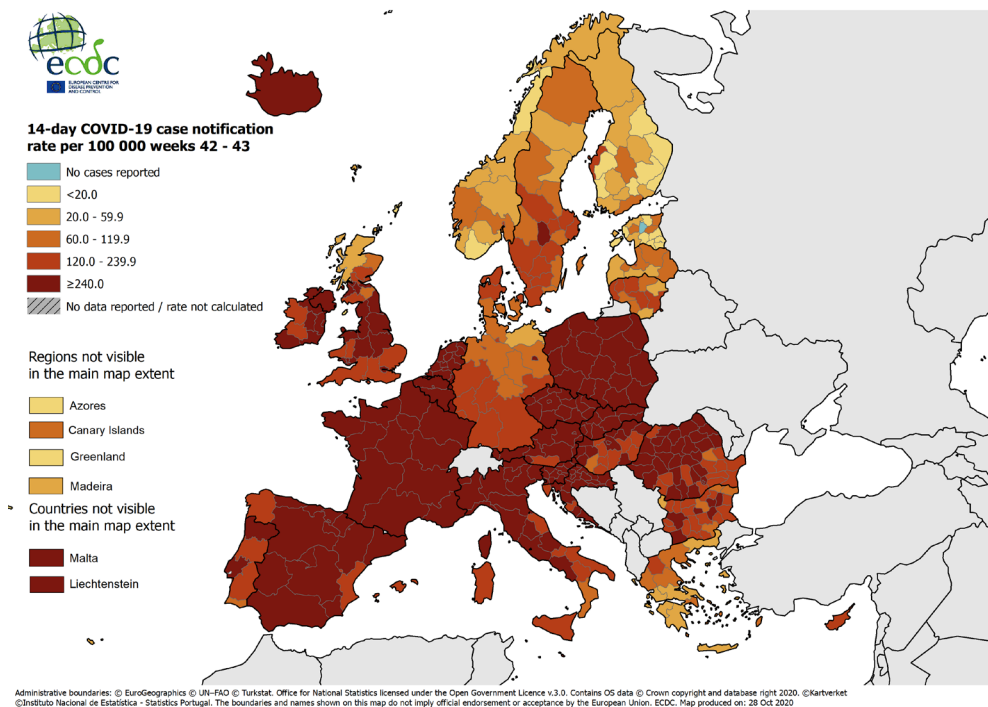 ecdc
EUROPEAN CENTRE FOR
DISEASE PREVENTION
AND CONTROL
14-day COVID-19 case notification
rate per 100 000 weeks 42 - 43
No cases reported
<20.0
20.0 - 59.9
60.0 - 119.9
120.0 - 239.9
≥240.0
No data reported / rate not calculated
Regions not visible
in the main map extent
Azores
Canary Islands
Greenland
Madeira
Countries not visible
in the main map extent
Malta
Liechtenstein
Administrative boundaries: © EuroGeographics © UN–FAO © Turkstat. Office for National Statistics licensed under the Open Government Licence v.3.0. Contains OS data © Crown copyright and database right 2020. ©Kartverket
©Instituto Nacional de Estatística - Statistics Portugal. The boundaries and names shown on this map do not imply official endorsement or acceptance by the European Union. ECDC. Map produced on: 28 Oct 2020